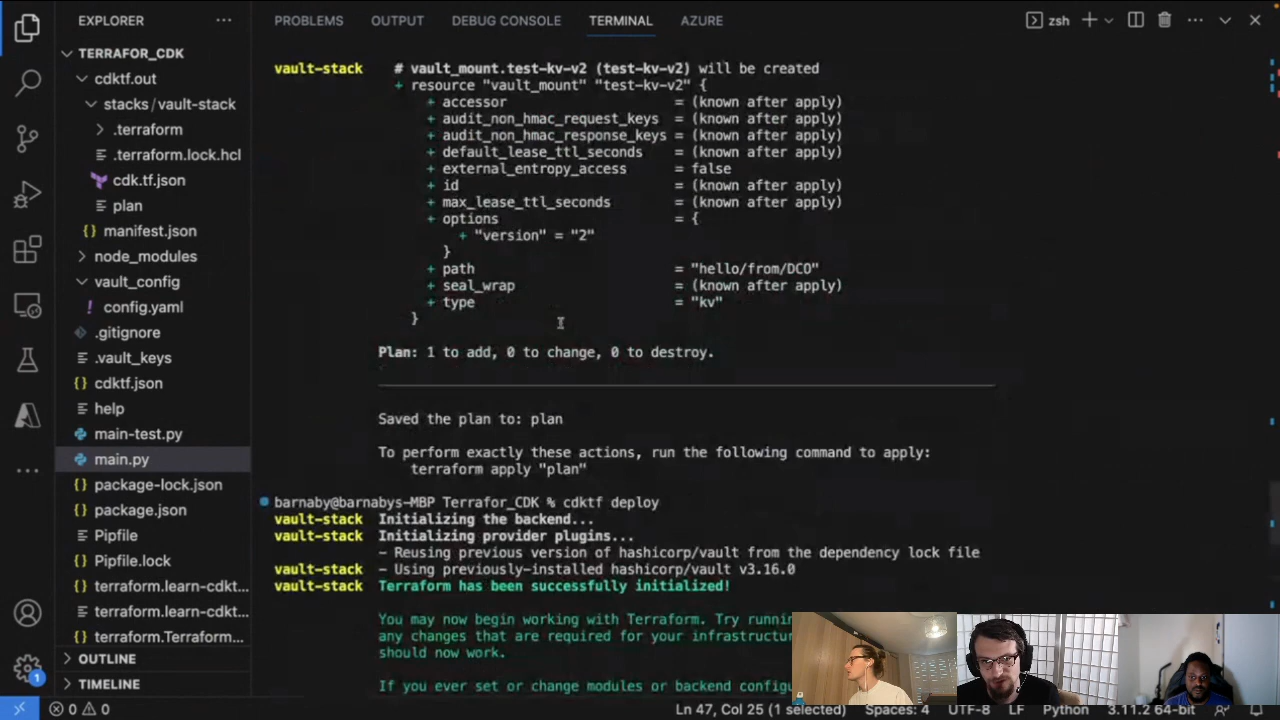 EXPLORER
PROBLEMS OUTPUT DEBUG CONSOLE TERMINAL AZURE
zsh
TERRAFOR_CDK
cdktf.out
stacks/vault-stack
.terraform
.terraform.lock.hcl
cdk.tf.json
plan
manifest.json
node_modules
vault_config
config.yaml
.gitignore
.vault_keys
cdktf.json
help
main-test.py
main.py
package-lock.json
package.json
Pipfile
Pipfile.lock
terraform.learn-cdkt...
terraform.learn-cdkt...
terraform.Terraform...
OUTLINE
TIMELINE
vault-stack # vault_mount.test-kv-v2 (test-kv-v2) will be created
+ resource "vault_mount" "test-kv-v2" {
+ accessor = (known after apply)
+ audit_non_hmac_request_keys = (known after apply)
+ audit_non_hmac_response_keys = (known after apply)
+ default_lease_ttl_seconds = (known after apply)
+ external_entropy_access = false
+ id = (known after apply)
+ max_lease_ttl_seconds = (known after apply)
+ options = {
+ "version" = "2"
}
+ path = "hello/from/DCO"
+ seal_wrap = (known after apply)
+ type = "kv"
}
Plan: 1 to add, 0 to change, 0 to destroy.
Saved the plan to: plan
To perform exactly these actions, run the following command to apply:
terraform apply "plan"
barnaby@barnabys-MBP Terrafor_CDK % cdktf deploy
vault-stack Initializing the backend...
vault-stack Initializing provider plugins...
- Reusing previous version of hashicorp/vault from the dependency lock file
vault-stack - Using previously-installed hashicorp/vault v3.16.0
vault-stack Terraform has been successfully initialized!
You may now begin working with Terraform. Try runnin
any changes that are required for your infrastructur
should now work.
If you ever set or change modules or backend config
1
0 0
Ln 47, Col 25 (1 selected) Spaces: 4 UTF-8 LF Python 3.11.2 64-bit